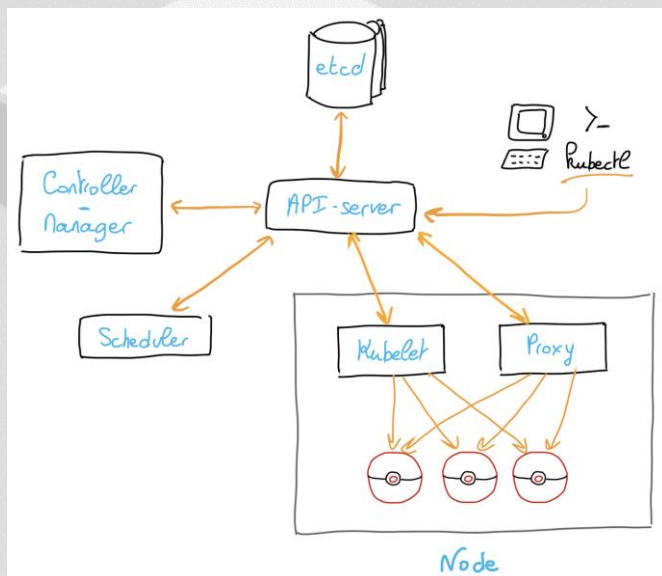 etcd
>_
kubectl
Controller
-
Manager
API-server
Scheduler
Kubelet
Proxy
Node